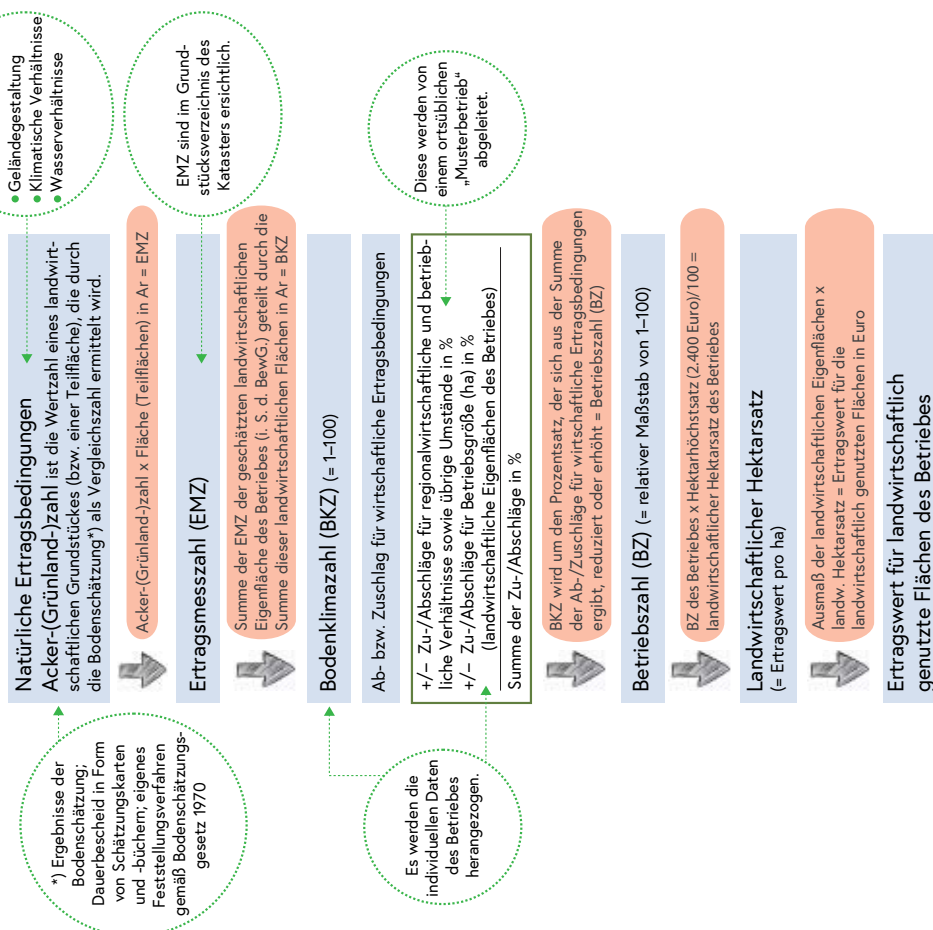 • Geländegestaltung
• Klimatische Verhältnisse
• Wasserverhältnisse
Natürliche Ertragsbedingungen
Acker-(Grünland-)zahl ist die Wertzahl eines landwirt-
schaftlichen Grundstückes (bzw. einer Teilfläche), die durch
die Bodenschätzung*) als Vergleichszahl ermittelt wird.
*) Ergebnisse der
Bodenschätzung;
Dauerbescheid in Form
von Schätzungskarten
und -büchern; eigenes
Feststellungsverfahren
gemäß Bodenschätzungs-
gesetz 1970
Acker-(Grünland-)zahl x Fläche (Teilflächen) in Ar = EMZ
Ertragsmesszahl (EMZ)
EMZ sind im Grund-
stücksverzeichnis des
Katasters ersichtlich.
Summe der EMZ der geschätzten landwirtschaftlichen
Eigenfläche des Betriebes (i. S. d. BewG.) geteilt durch die
Summe dieser landwirtschaftlichen Flächen in Ar = BKZ
Bodenklimazahl (BKZ) (= 1–100)
Ab- bzw. Zuschlag für wirtschaftliche Ertragsbedingungen
+/– Zu-/Abschläge für regionalwirtschaftliche und betrieb-
liche Verhältnisse sowie übrige Umstände in %
+/– Zu-/Abschläge für Betriebsgröße (ha) in %
(landwirtschaftliche Eigenflächen des Betriebes)
Summe der Zu-/Abschläge in %
Diese werden von
einem ortsüblichen
„Musterbetrieb“
abgeleitet.
Es werden die
individuellen Daten
des Betriebes
herangezogen.
BKZ wird um den Prozentsatz, der sich aus der Summe
der Ab-/Zuschläge für wirtschaftliche Ertragsbedingungen
ergibt, reduziert oder erhöht = Betriebszahl (BZ)
Betriebszahl (BZ) (= relativer Maßstab von 1–100)
BZ des Betriebes x Hektarhöchstsatz (2.400 Euro)/100 =
landwirtschaftlicher Hektarsatz des Betriebes
Landwirtschaftlicher Hektarsatz
(= Ertragswert pro ha)
Ausmaß der landwirtschaftlichen Eigenflächen x
landw. Hektarsatz = Ertragswert für die
landwirtschaftlich genutzten Flächen in Euro
Ertragswert für landwirtschaftlich
genutzte Flächen des Betriebes